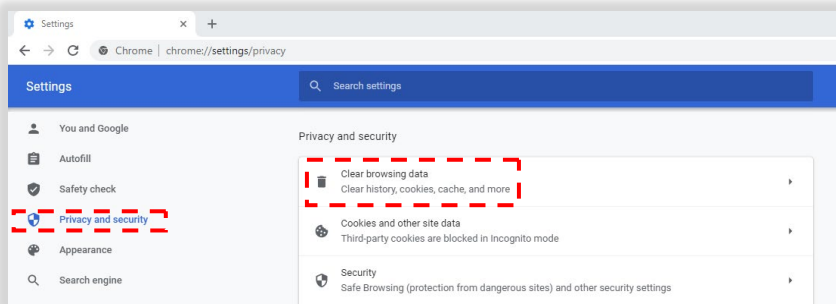 Settings
Chrome | chrome://settings/privacy
Settings
Search settings
You and Google
Autofill
Safety check
Privacy and security
Appearance
Search engine
Privacy and security
Clear browsing data
Clear history, cookies, cache, and more
Cookies and other site data
Third-party cookies are blocked in Incognito mode
Security
Safe Browsing (protection from dangerous sites) and other security settings